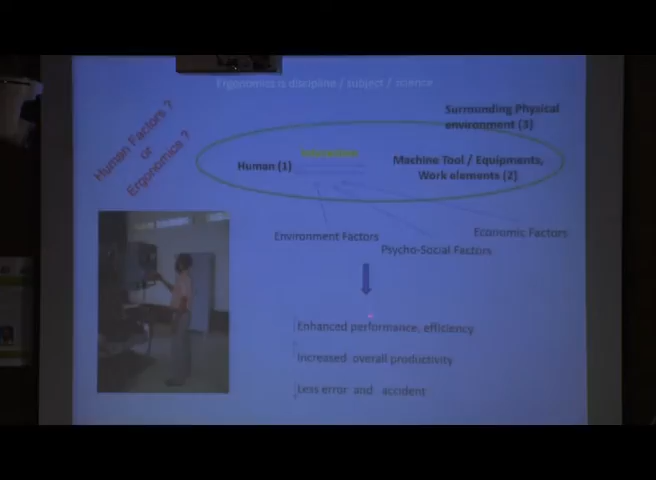 Ergonomics is discipline / subject / science
Human Factors ?
or
Ergonomics ?
Surrounding Physical
environment (3)
Human (1)
Machine Tool / Equipments,
Work elements (2)
Environment Factors
Psycho-Social Factors
Economic Factors
Enhanced performance, efficiency
Increased overall productivity
Less error and accident